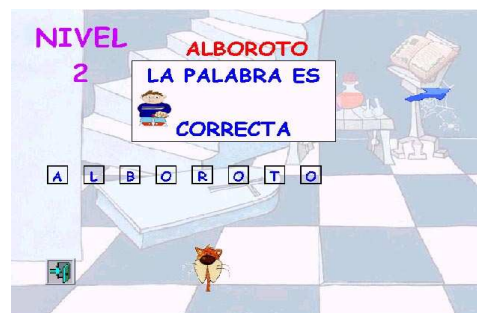 NIVEL
2
ALBOROTO
LA PALABRA ES
CORRECTA
A L B O R O T O